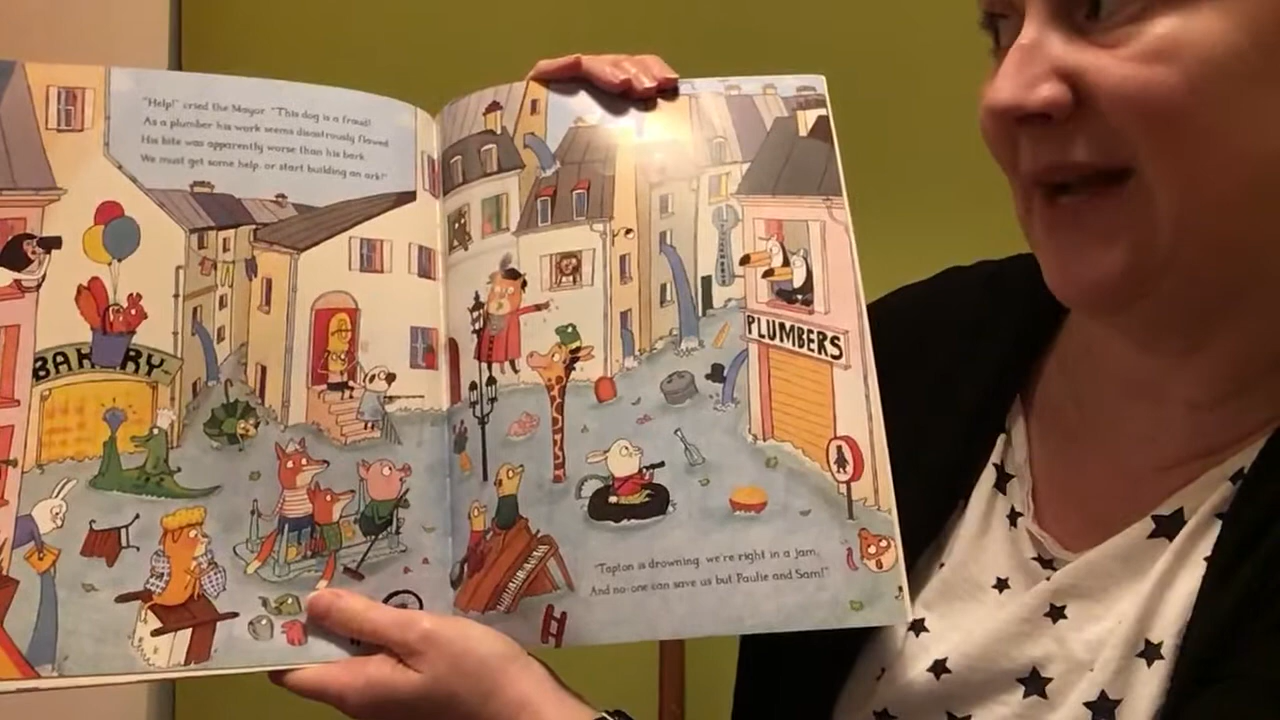 "Help!" cried the Mayor. "This dog is a fraud!
As a plumber his work seems disastrously flawed.
His bite was apparently worse than his bark.
We must get some help, or start building an ark!"
BAKERY
PLUMBERS
"Tapton is drowning, we're right in a jam,
And no-one can save us but Paulie and Sam!"